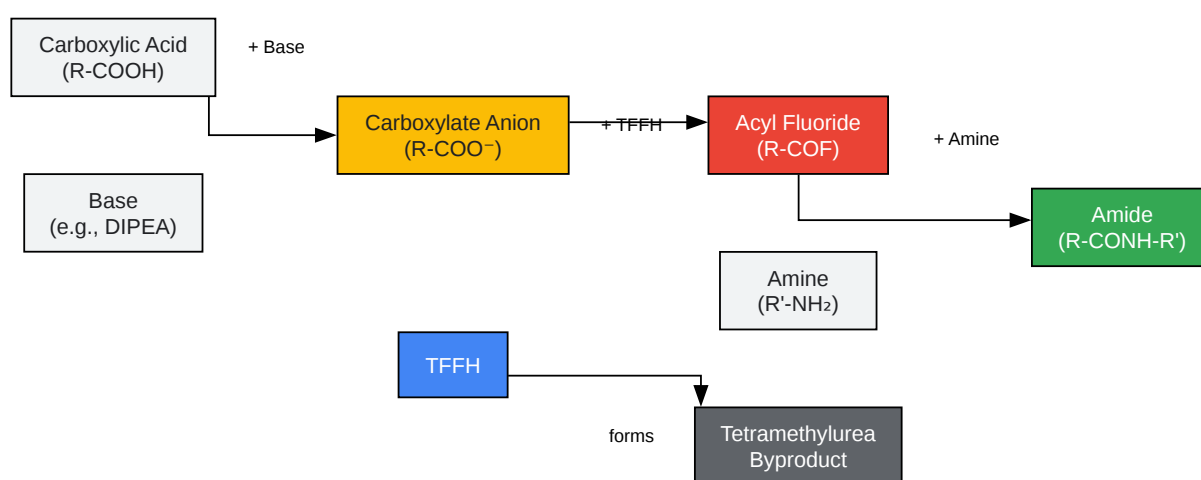 Carboxylic Acid
(R-COOH)
+ Base
Carboxylate Anion
(R-COO⁻)
+ TFFH
Acyl Fluoride
(R-COF)
+ Amine
Base
(e.g., DIPEA)
Amide
(R-CONH-R')
Amine
(R'-NH₂)
TFFH
forms
Tetramethylurea
Byproduct